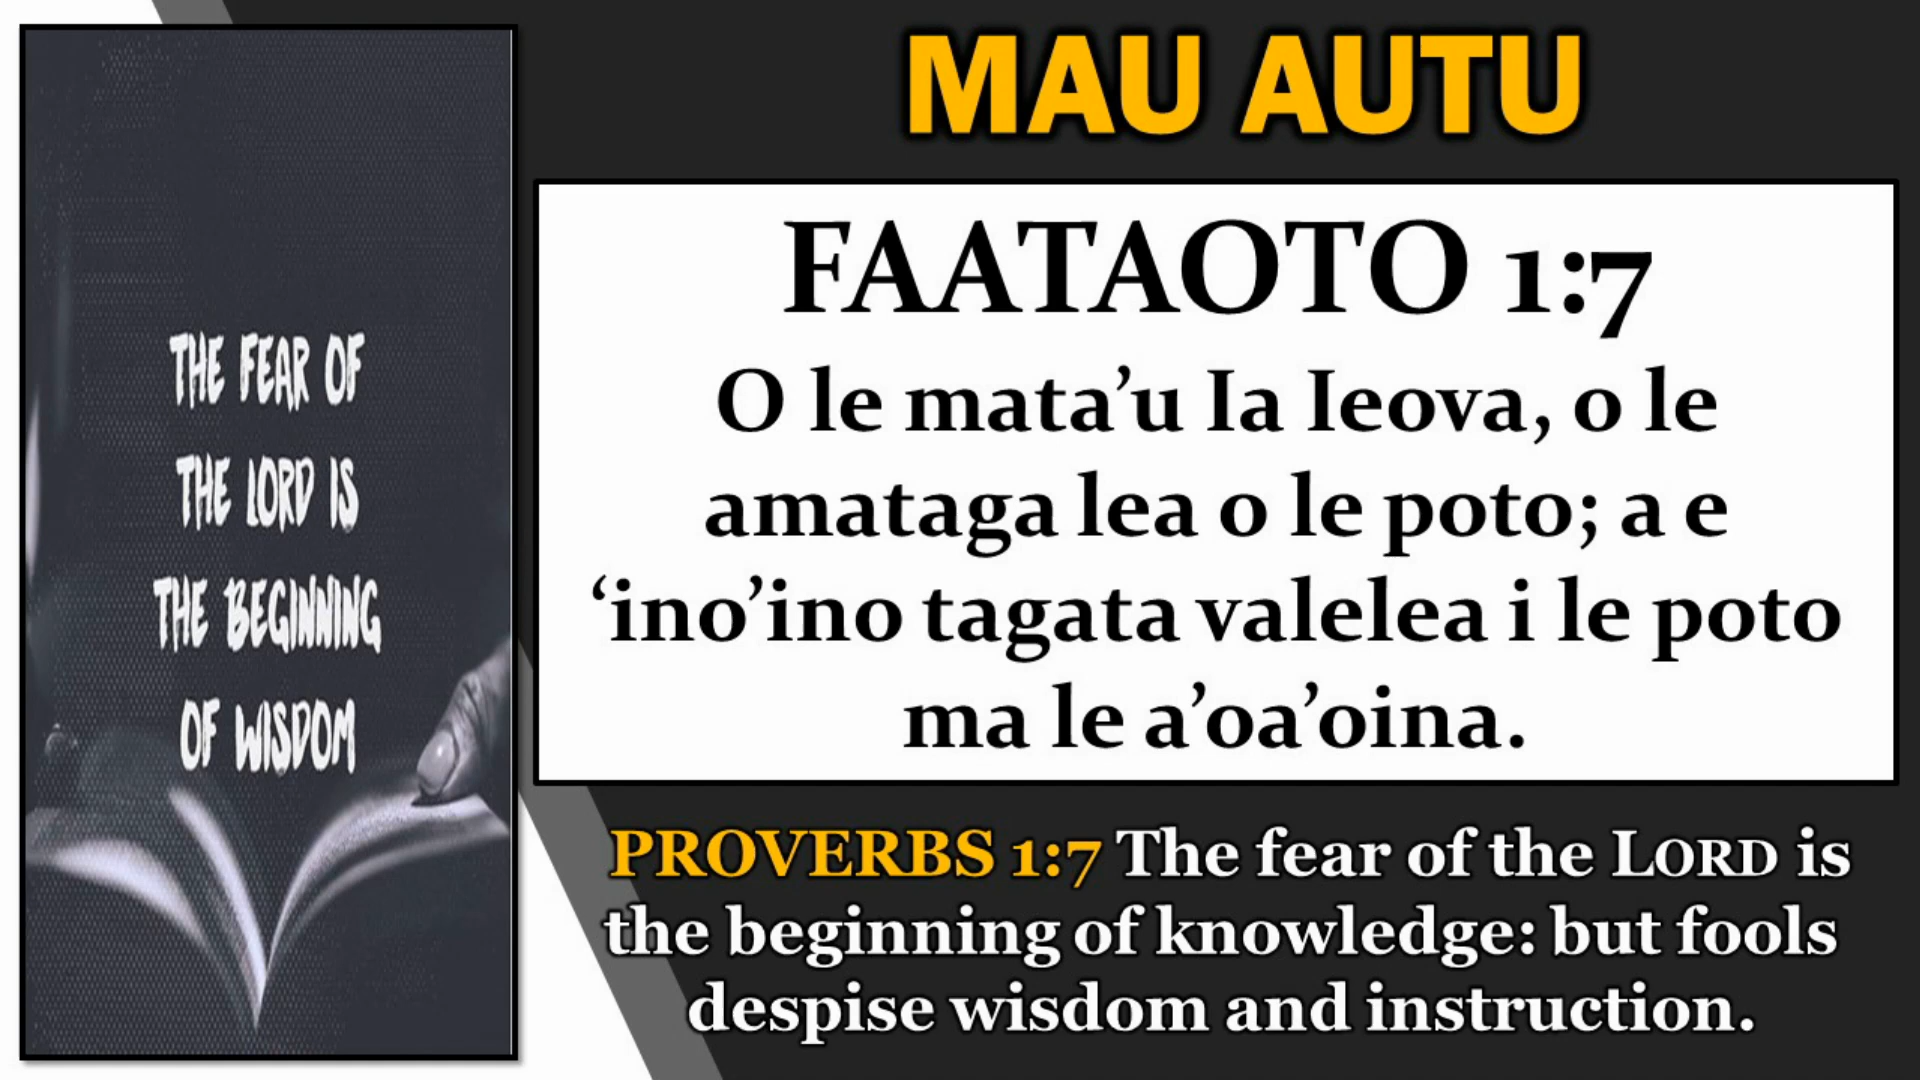 THE FEAR OF
THE LORD IS
THE BEGINNING
OF WISDOM
MAU AUTU
FAATAOTO 1:7
O le mata’u Ia Ieova, o le
amataga lea o le poto; a e
‘ino’ino tagata valelea i le poto
ma le a’oa’oina.
PROVERBS 1:7 The fear of the LORD is
the beginning of knowledge: but fools
despise wisdom and instruction.